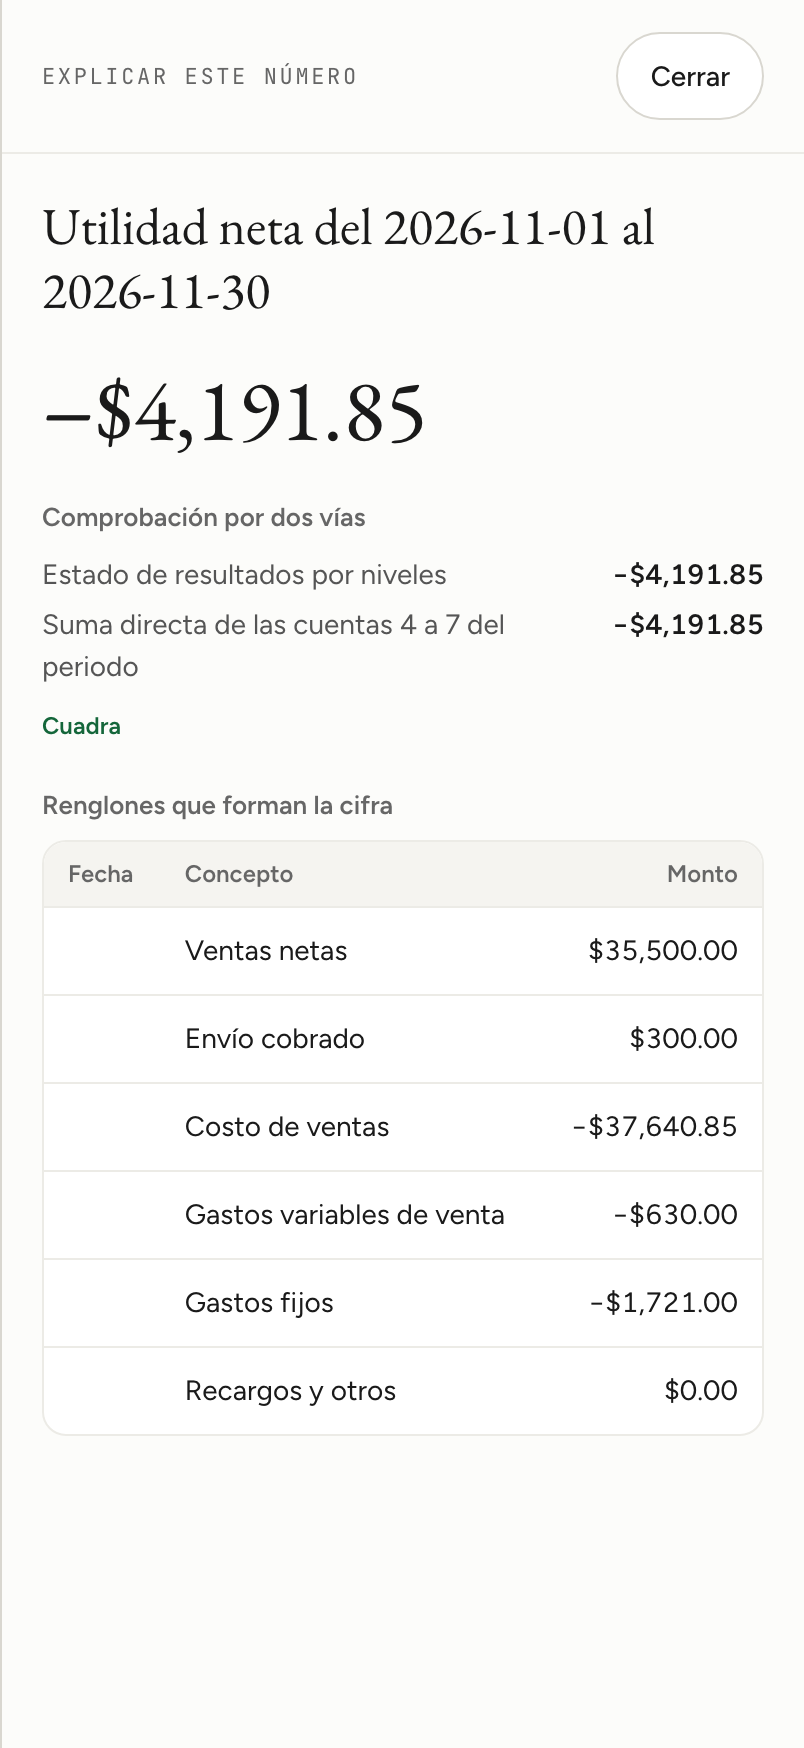 EXPLICAR ESTE NÚMERO
Cerrar
Utilidad neta del 2026-11-01 al
2026-11-30
−$4,191.85
Comprobación por dos vías
Estado de resultados por niveles −$4,191.85
Suma directa de las cuentas 4 a 7 del −$4,191.85
periodo
Cuadra
Renglones que forman la cifra
Fecha Concepto Monto
Ventas netas $35,500.00
Envío cobrado $300.00
Costo de ventas −$37,640.85
Gastos variables de venta −$630.00
Gastos fijos −$1,721.00
Recargos y otros $0.00